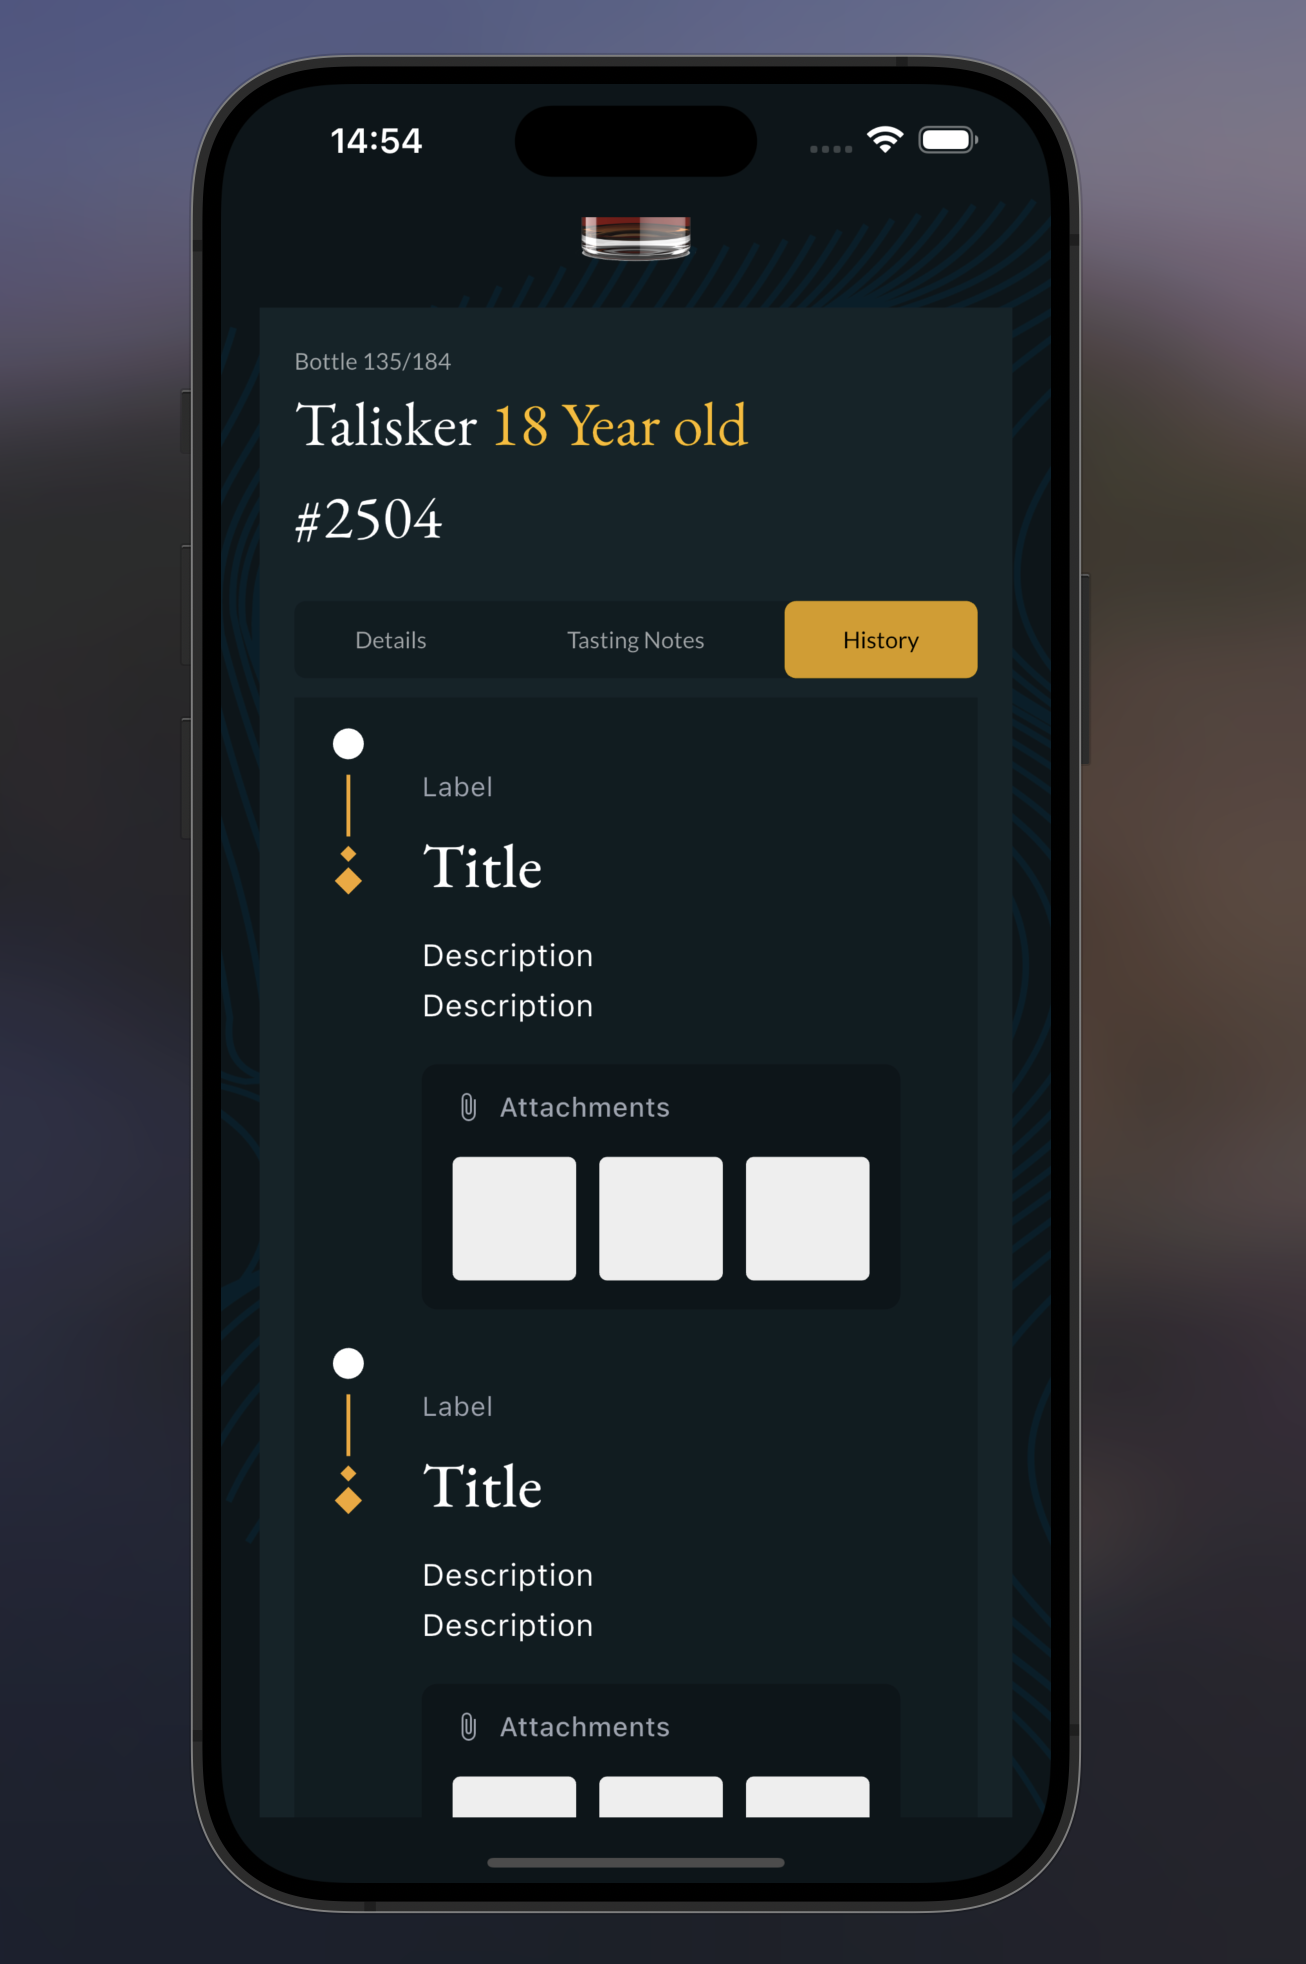 14:54
Bottle 135/184
Talisker 18 Year old
#2504
Details Tasting Notes History
Label
Title
Description
Description
Attachments
Label
Title
Description
Description
Attachments